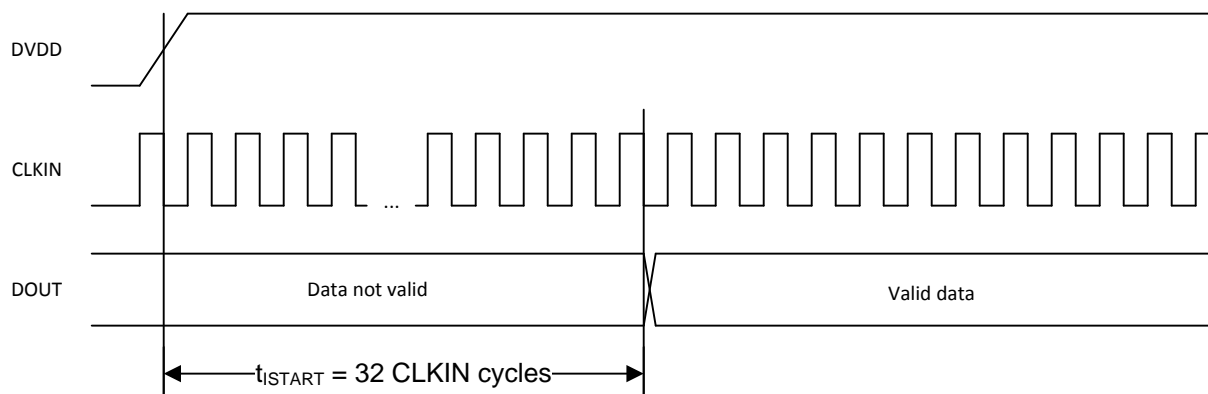 DVDD
CLKIN
...
DOUT
Data not valid
Valid data
tISTART = 32 CLKIN cycles